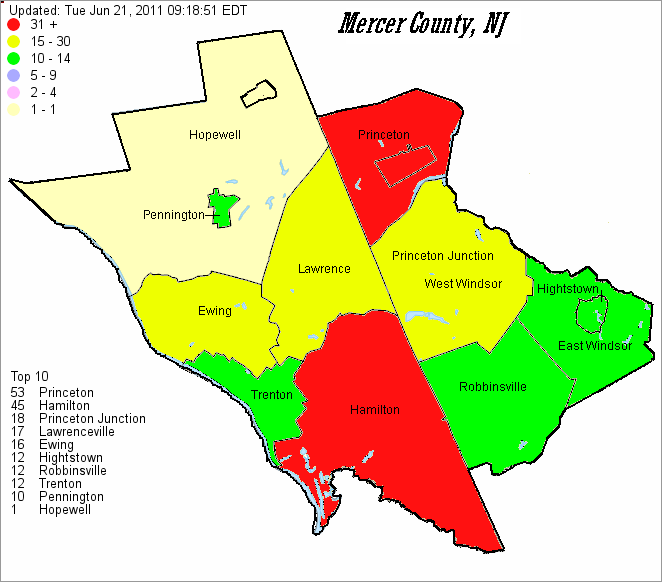 Updated: Tue Jun 21, 2011 09:18:51 EDT
Mercer County, NJ
31 +
15 - 30
10 - 14
5 - 9
2 - 4
1 - 1
Hopewell
Princeton
Pennington
Lawrence
Princeton Junction
West Windsor
Hightstown
Ewing
East Windsor
Trenton
Robbinsville
Hamilton
Top 10
53 Princeton
45 Hamilton
18 Princeton Junction
17 Lawrenceville
16 Ewing
12 Hightstown
12 Robbinsville
12 Trenton
10 Pennington
1 Hopewell